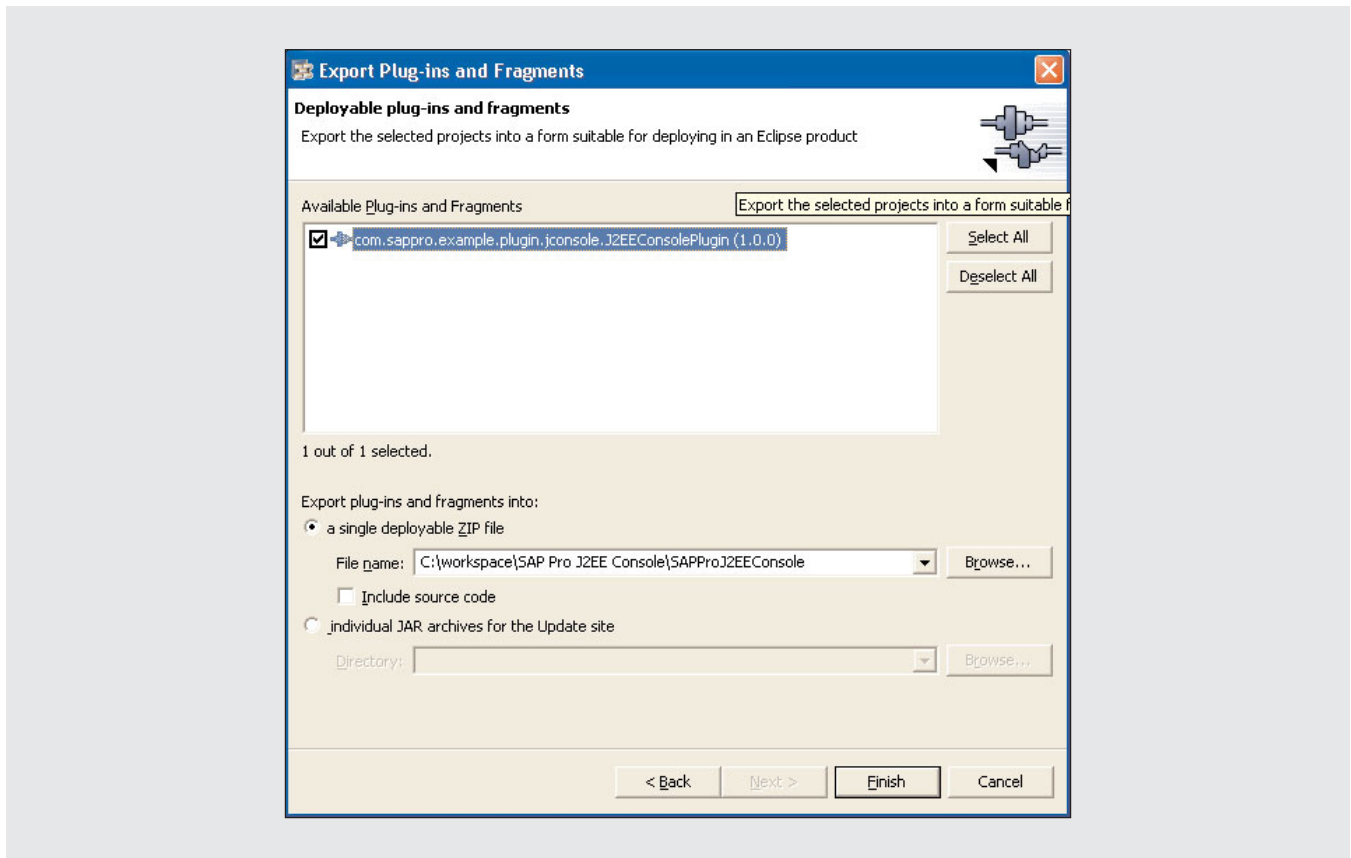 Export Plug-ins and Fragments
Deployable plug-ins and fragments
Export the selected projects into a form suitable for deploying in an Eclipse product
Available Plug-ins and Fragments
Export the selected projects into a form suitable
com.sappro.example.plugin.jconsole.J2EEConsolePlugin (1.0.0)
Select All
Deselect All
1 out of 1 selected.
Export plug-ins and fragments into:
a single deployable ZIP file
File name: C:\workspace\SAP Pro J2EE Console\SAPProJ2EEConsole
Browse...
Include source code
individual JAR archives for the Update site
Directory:
Browse...
< Back
Next >
Finish
Cancel